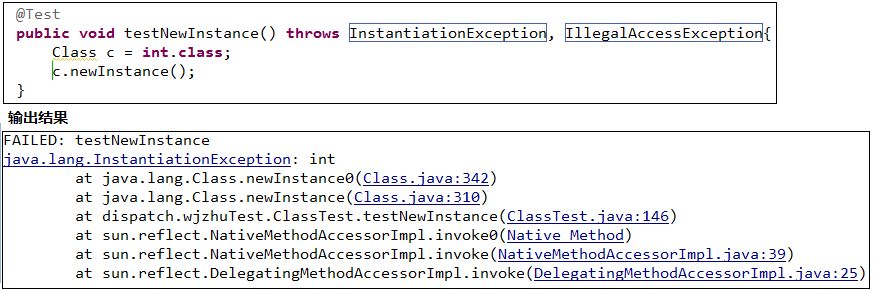 @Test
public void testNewInstance() throws InstantiationException, IllegalAccessException{
Class c = int.class;
c.newInstance();
}
输出结果
FAILED: testNewInstance
java.lang.InstantiationException: int
at java.lang.Class.newInstance0(Class.java:342)
at java.lang.Class.newInstance(Class.java:310)
at dispatch.wjzhuTest.ClassTest.testNewInstance(ClassTest.java:146)
at sun.reflect.NativeMethodAccessorImpl.invoke0(Native Method)
at sun.reflect.NativeMethodAccessorImpl.invoke(NativeMethodAccessorImpl.java:39)
at sun.reflect.DelegatingMethodAccessorImpl.invoke(DelegatingMethodAccessorImpl.java:25)